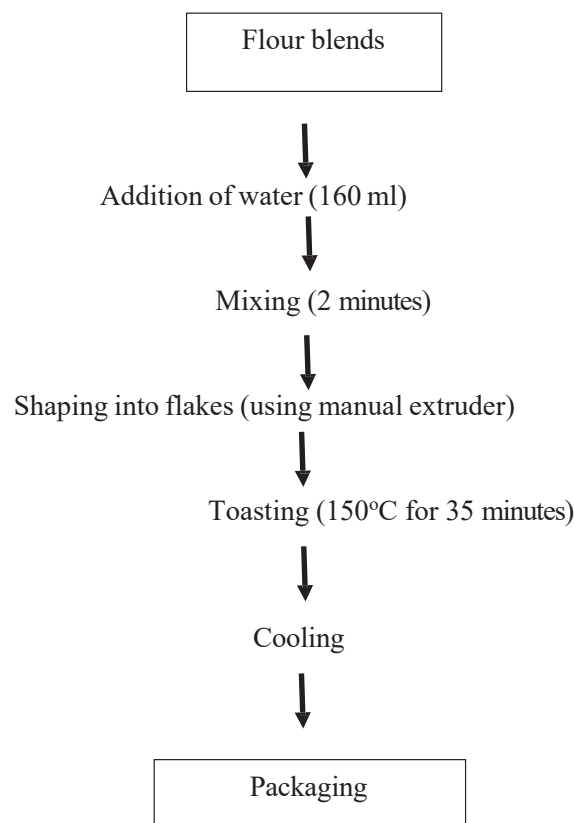 Flour blends
Addition of water (160 ml)
Mixing (2 minutes)
Shaping into flakes (using manual extruder)
Toasting (150°C for 35 minutes)
Cooling
Packaging